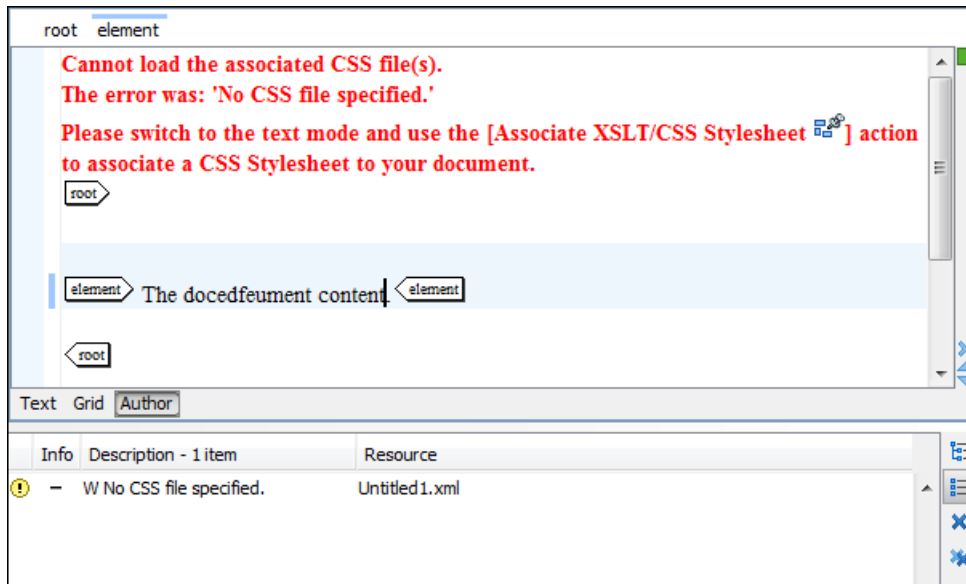 root element
Cannot load the associated CSS file(s).
The error was: 'No CSS file specified.'
Please switch to the text mode and use the [Associate XSLT/CSS Stylesheet ] action
to associate a CSS Stylesheet to your document.
root
element The docedfeument content. element
root
Text Grid Author
Info Description - 1 item Resource
W No CSS file specified. Untitled1.xml